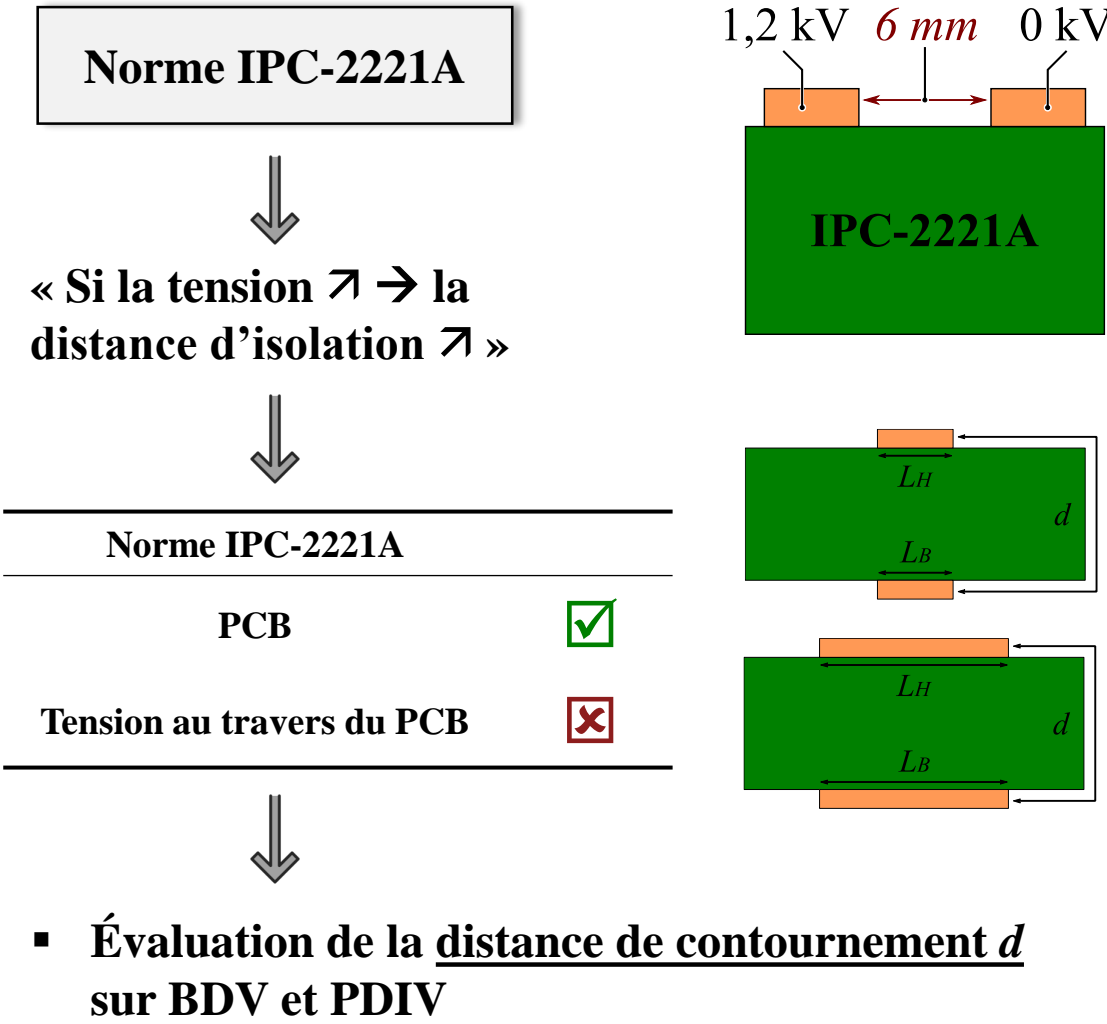 Norme IPC-2221A
1,2 kV 6 mm 0 kV
IPC-2221A
« Si la tension ↗ → la
distance d’isolation ↗ »
Norme IPC-2221A
PCB
Tension au travers du PCB
LH
d
LB
LH
d
LB
▪ Évaluation de la distance de contournement d
sur BDV et PDIV